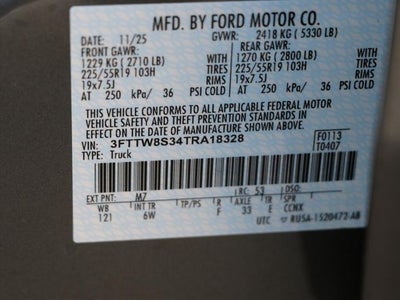 MFD. BY FORD MOTOR CO.
DATE: 11/25 GVWR: 2418 KG ( 5330 LB)
FRONT GAWR: REAR GAWR:
1229 KG ( 2710 LB) WITH 1270 KG ( 2800 LB) WITH
225/55R19 103H TIRES 225/55R19 103H TIRES
19x7.5J RIMS 19x7.5J RIMS
AT 250 kPa/ 36 PSI COLD AT 250 kPa/ 36 PSI COLD
THIS VEHICLE CONFORMS TO ALL APPLICABLE FEDERAL MOTOR
VEHICLE SAFETY AND THEFT PREVENTION STANDARDS IN EFFECT
ON THE DATE OF MANUFACTURE SHOWN ABOVE.
VIN: 3FTTW8S34TRA18328 F0113
TYPE: Truck T0407
EXT PNT: M7 RC: 53 DSO:
WB INT TR TP/PS R AXLE TR SPR
121 6W F 33 E CCNX
UTC RU5A-1520472-AB